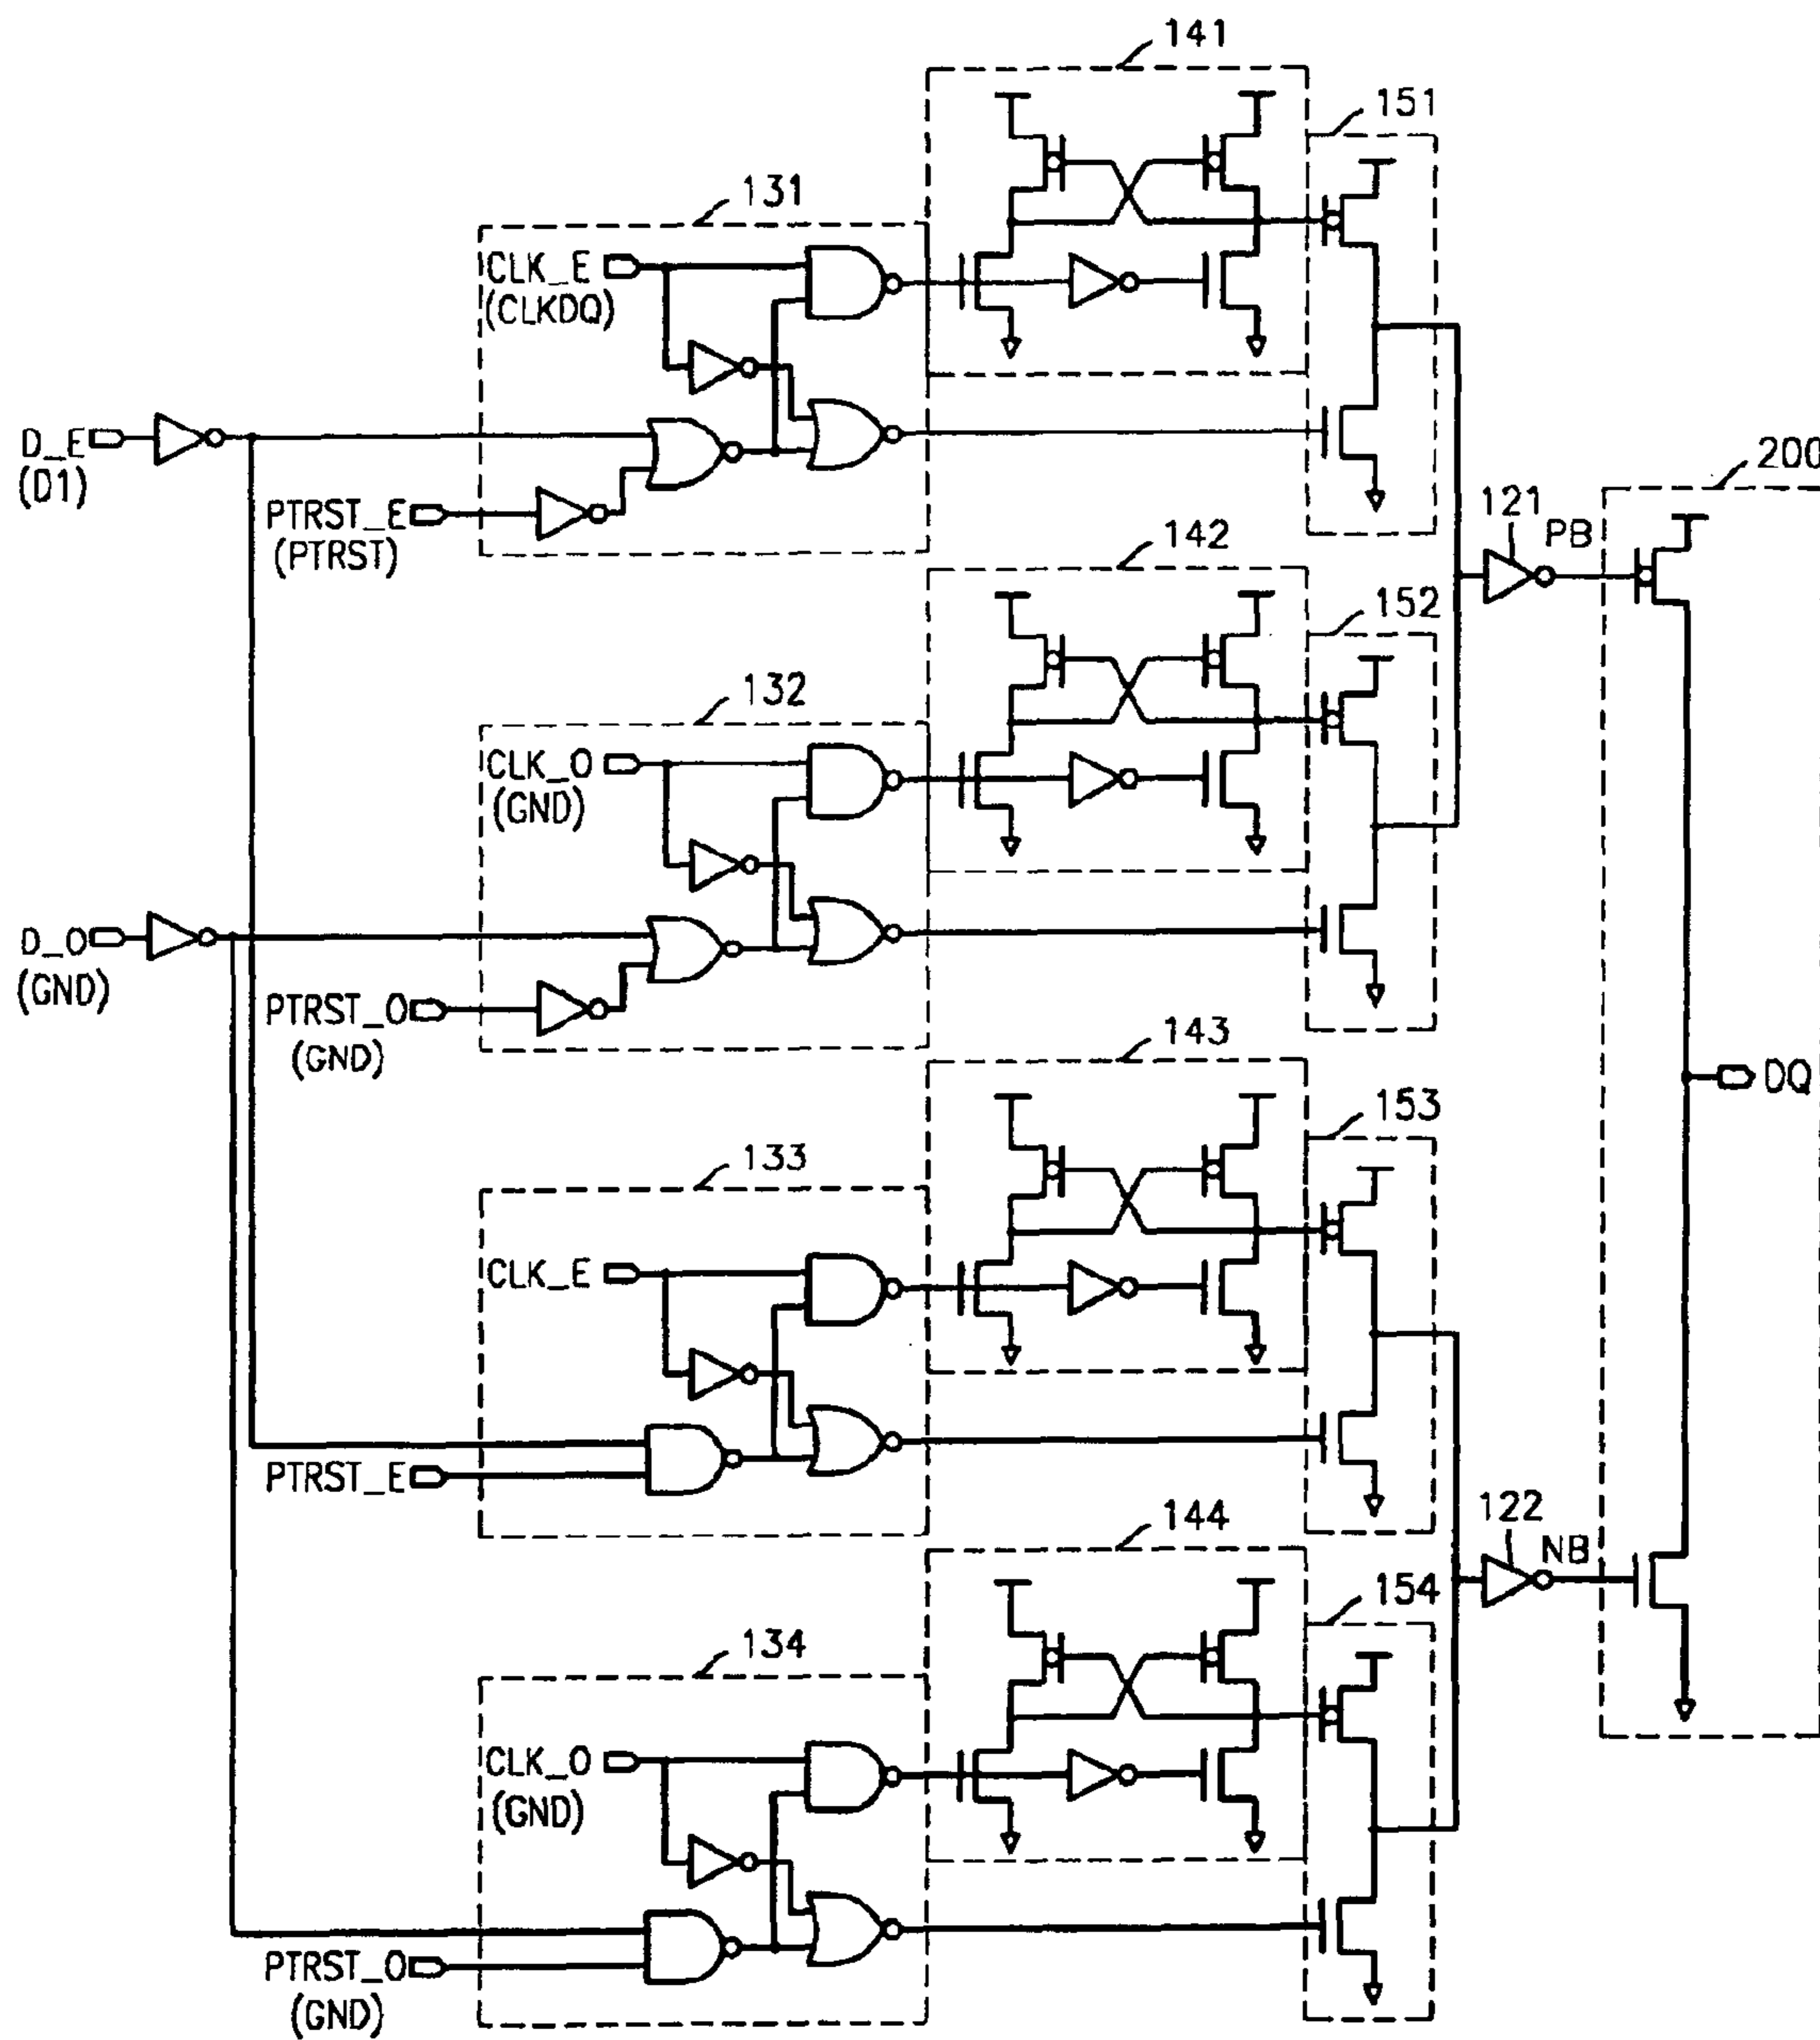 141
151
131
CLK_E
(CLKDQ)
D_E
(D1)
PTRST_E
(PTRST)
200
121
PB
142
152
132
CLK_O
(GND)
D_O
(GND)
PTRST_O
(GND)
143
153
DQ
133
CLK_E
PTRST_E
122
NB
144
154
134
CLK_O
(GND)
PTRST_O
(GND)